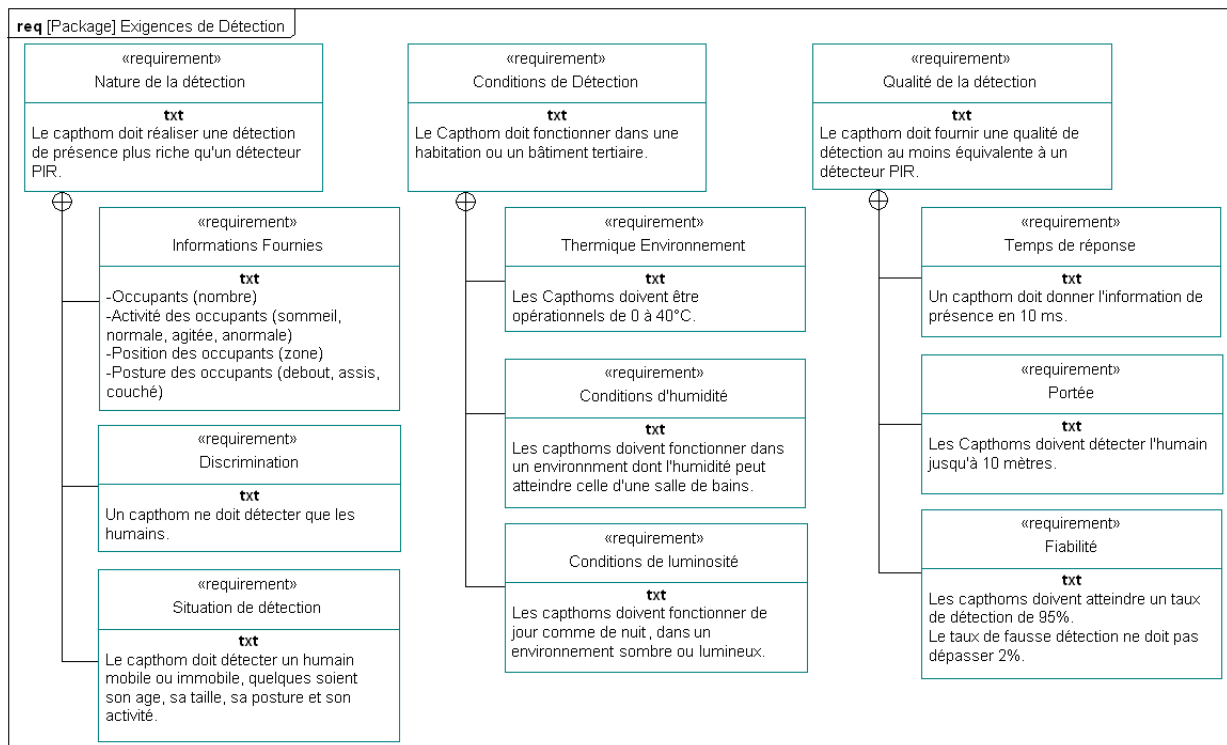 req [Package] Exigences de Détection
«requirement»
Nature de la détection
txt
Le capthom doit réaliser une détection
de présence plus riche qu'un détecteur
PIR.
«requirement»
Informations Fournies
txt
-Occupants (nombre)
-Activité des occupants (sommeil,
normale, agitée, anormale)
-Position des occupants (zone)
-Posture des occupants (debout, assis,
couché)
«requirement»
Discrimination
txt
Un capthom ne doit détecter que les
humains.
«requirement»
Situation de détection
txt
Le capthom doit détecter un humain
mobile ou immobile, quelques soient
son age, sa taille, sa posture et son
activité.
«requirement»
Conditions de Détection
txt
Le Capthom doit fonctionner dans une
habitation ou un bâtiment tertiaire.
«requirement»
Thermique Environnement
txt
Les Capthoms doivent être
opérationnels de 0 à 40°C.
«requirement»
Conditions d'humidité
txt
Les capthoms doivent fonctionner dans
un environnment dont l'humidité peut
atteindre celle d'une salle de bains.
«requirement»
Conditions de luminosité
txt
Les capthoms doivent fonctionner de
jour comme de nuit, dans un
environnement sombre ou lumineux.
«requirement»
Qualité de la détection
txt
Le capthom doit fournir une qualité de
détection au moins équivalente à un
détecteur PIR.
«requirement»
Temps de réponse
txt
Un capthom doit donner l'information de
présence en 10 ms.
«requirement»
Portée
txt
Les Capthoms doivent détecter l'humain
jusqu'à 10 mètres.
«requirement»
Fiabilité
txt
Les capthoms doivent atteindre un taux
de détection de 95%.
Le taux de fausse détection ne doit pas
dépasser 2%.